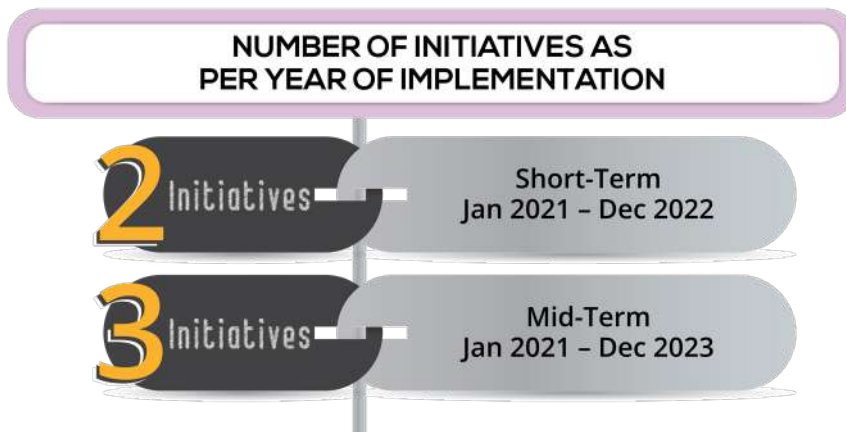 NUMBER OF INITIATIVES AS
PER YEAR OF IMPLEMENTATION
2 Initiatives
Short-Term
Jan 2021 – Dec 2022
3 Initiatives
Mid-Term
Jan 2021 – Dec 2023